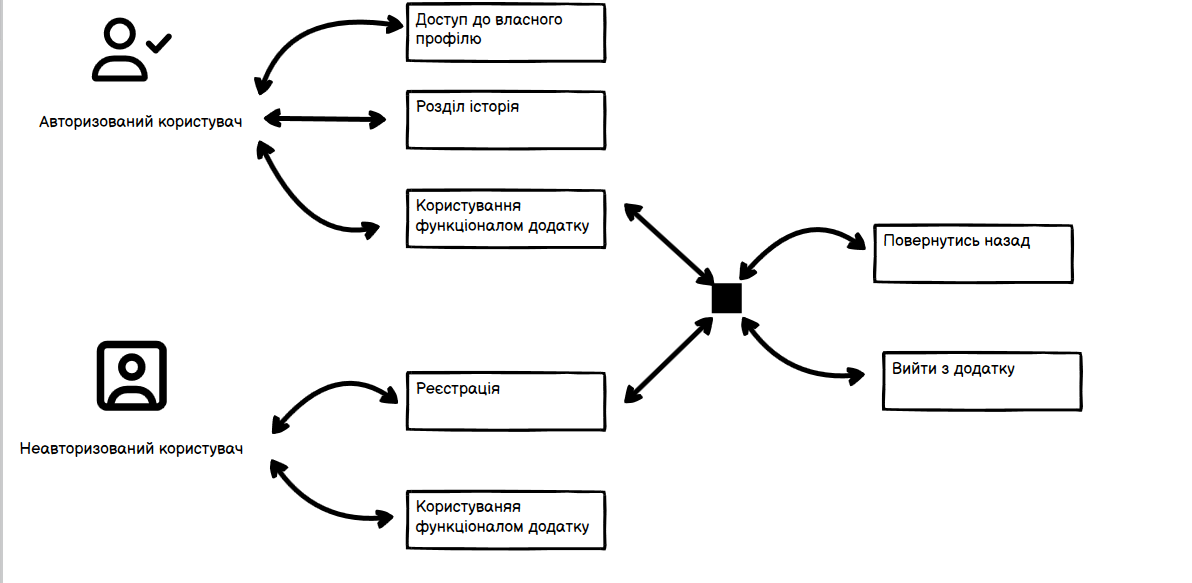 Доступ до власного
профілю
Авторизований користувач
Розділ історія
Користування
функціоналом додатку
Повернутись назад
Вийти з додатку
Реєстрація
Неавторизований користувач
Користуваняя
функціоналом додатку